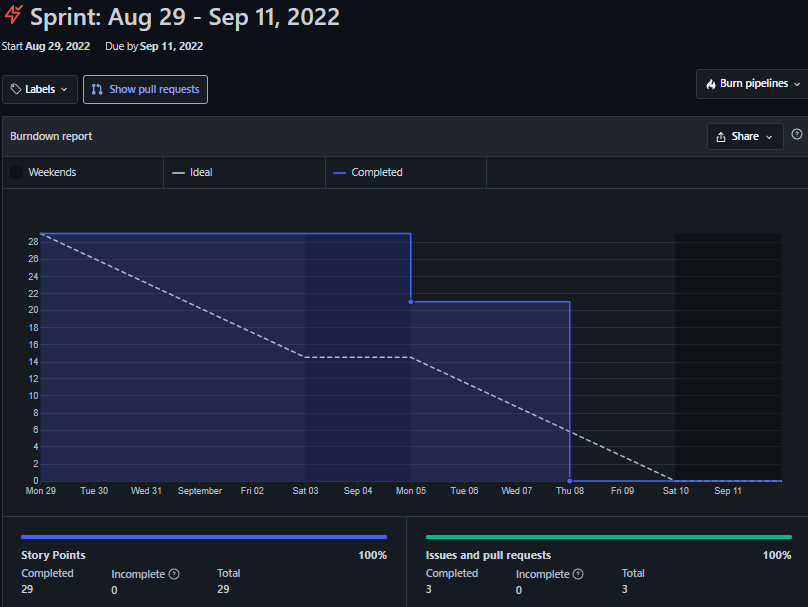 Sprint: Aug 29 - Sep 11, 2022
Start Aug 29, 2022 Due by Sep 11, 2022
Labels Show pull requests Burn pipelines
Burndown report Share ?
Weekends Ideal Completed
28
26
24
22
20
18
16
14
12
10
8
6
4
2
0
Mon 29 Tue 30 Wed 31 September Fri 02 Sat 03 Sep 04 Mon 05 Tue 06 Wed 07 Thu 08 Fri 09 Sat 10 Sep 11
Story Points 100%
Completed Incomplete ? Total
29 0 29
Issues and pull requests 100%
Completed Incomplete ? Total
3 0 3